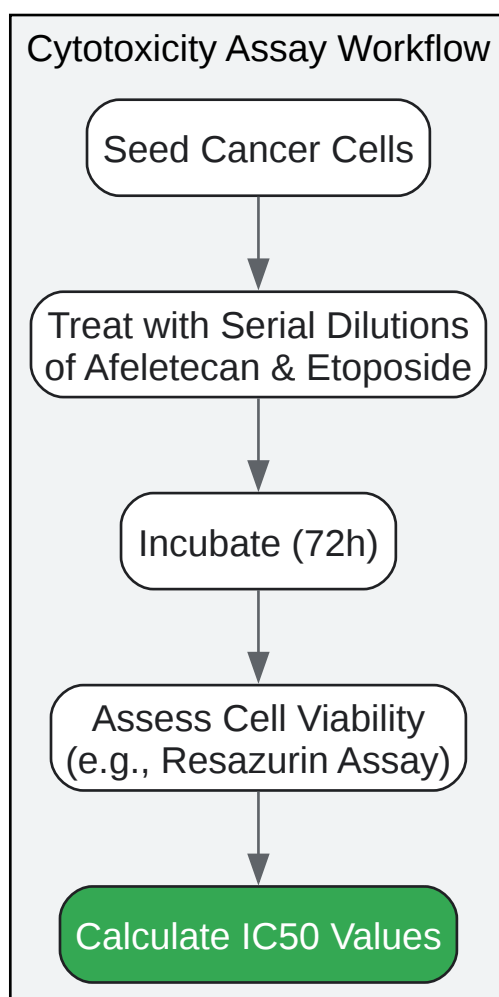 Cytotoxicity Assay Workflow
Seed Cancer Cells
Treat with Serial Dilutions
of Afeletecan & Etoposide
Incubate (72h)
Assess Cell Viability
(e.g., Resazurin Assay)
Calculate IC50 Values